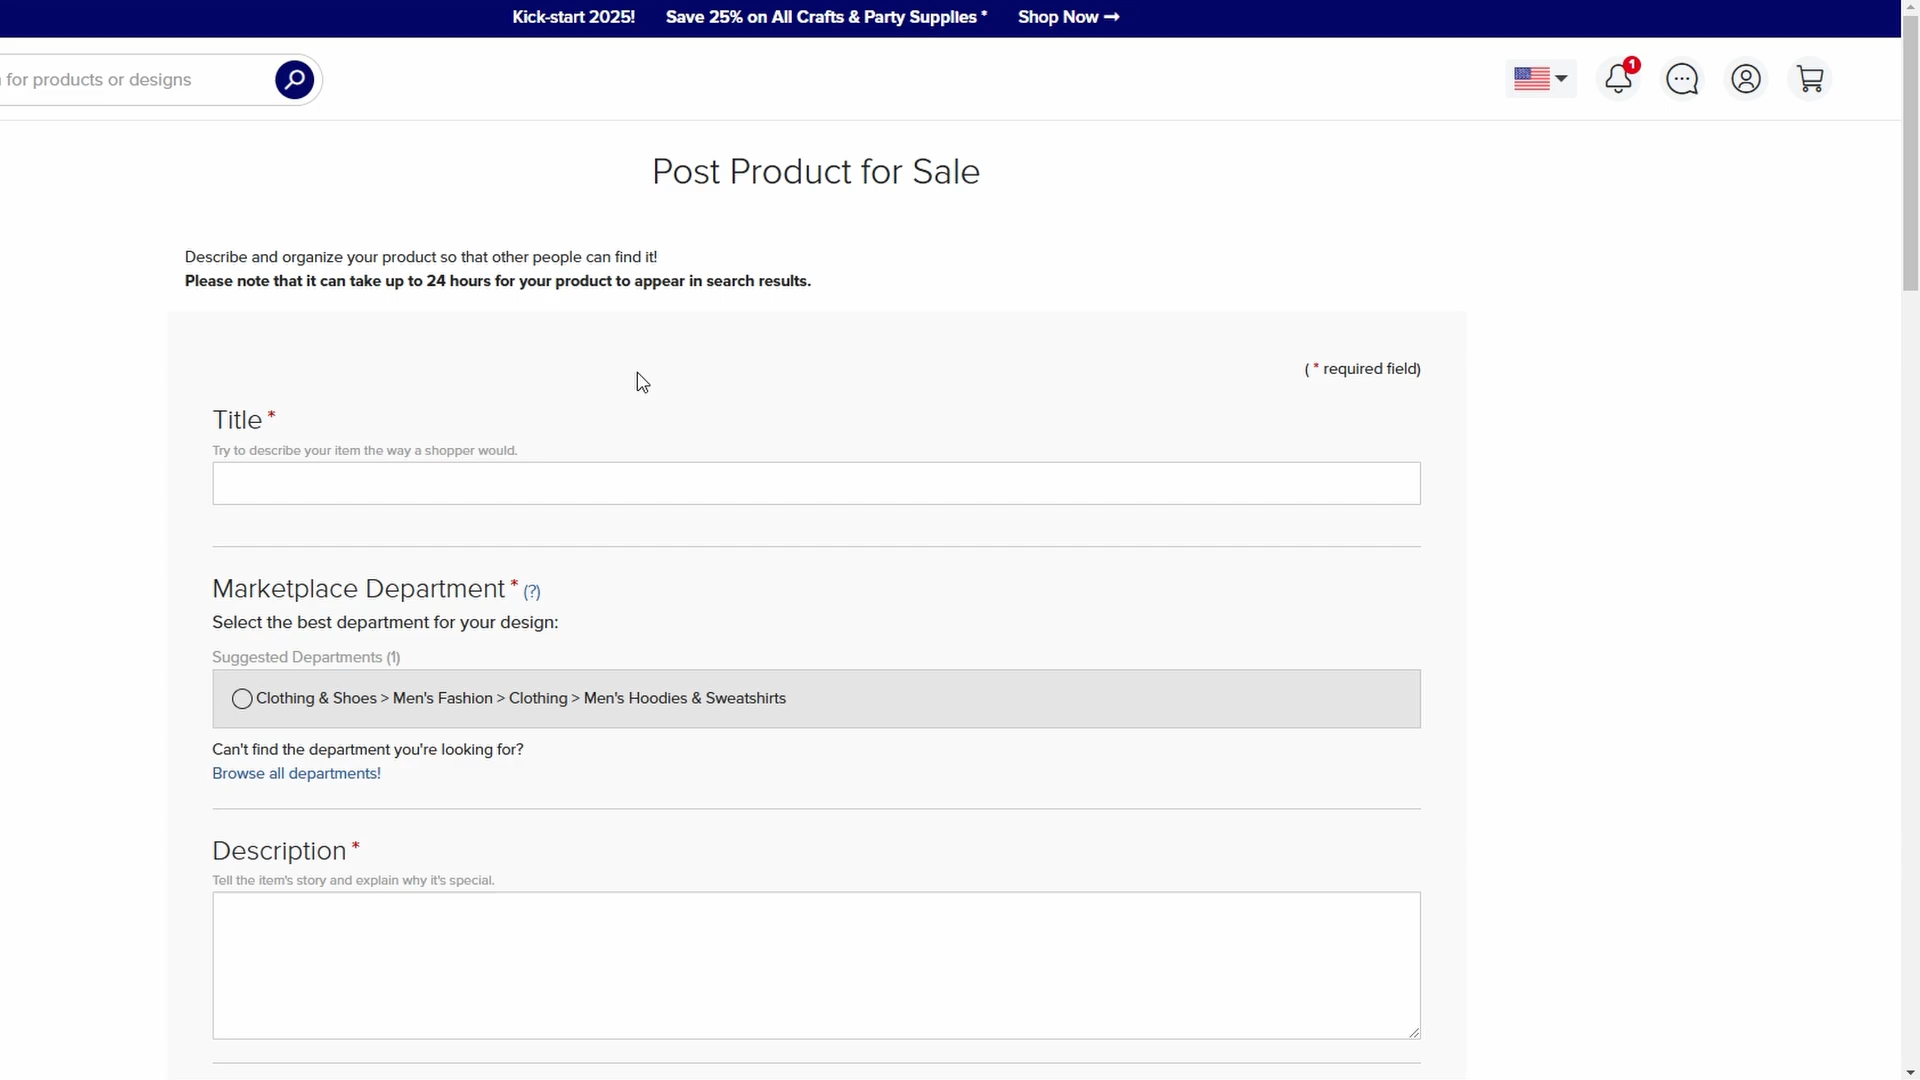 Kick-start 2025! Save 25% on All Crafts & Party Supplies * Shop Now →
for products or designs
1
Post Product for Sale
Describe and organize your product so that other people can find it!
Please note that it can take up to 24 hours for your product to appear in search results.
( * required field)
Title *
Try to describe your item the way a shopper would.
Marketplace Department * (?)
Select the best department for your design:
Suggested Departments (1)
Clothing & Shoes > Men's Fashion > Clothing > Men's Hoodies & Sweatshirts
Can't find the department you're looking for?
Browse all departments!
Description *
Tell the item's story and explain why it's special.